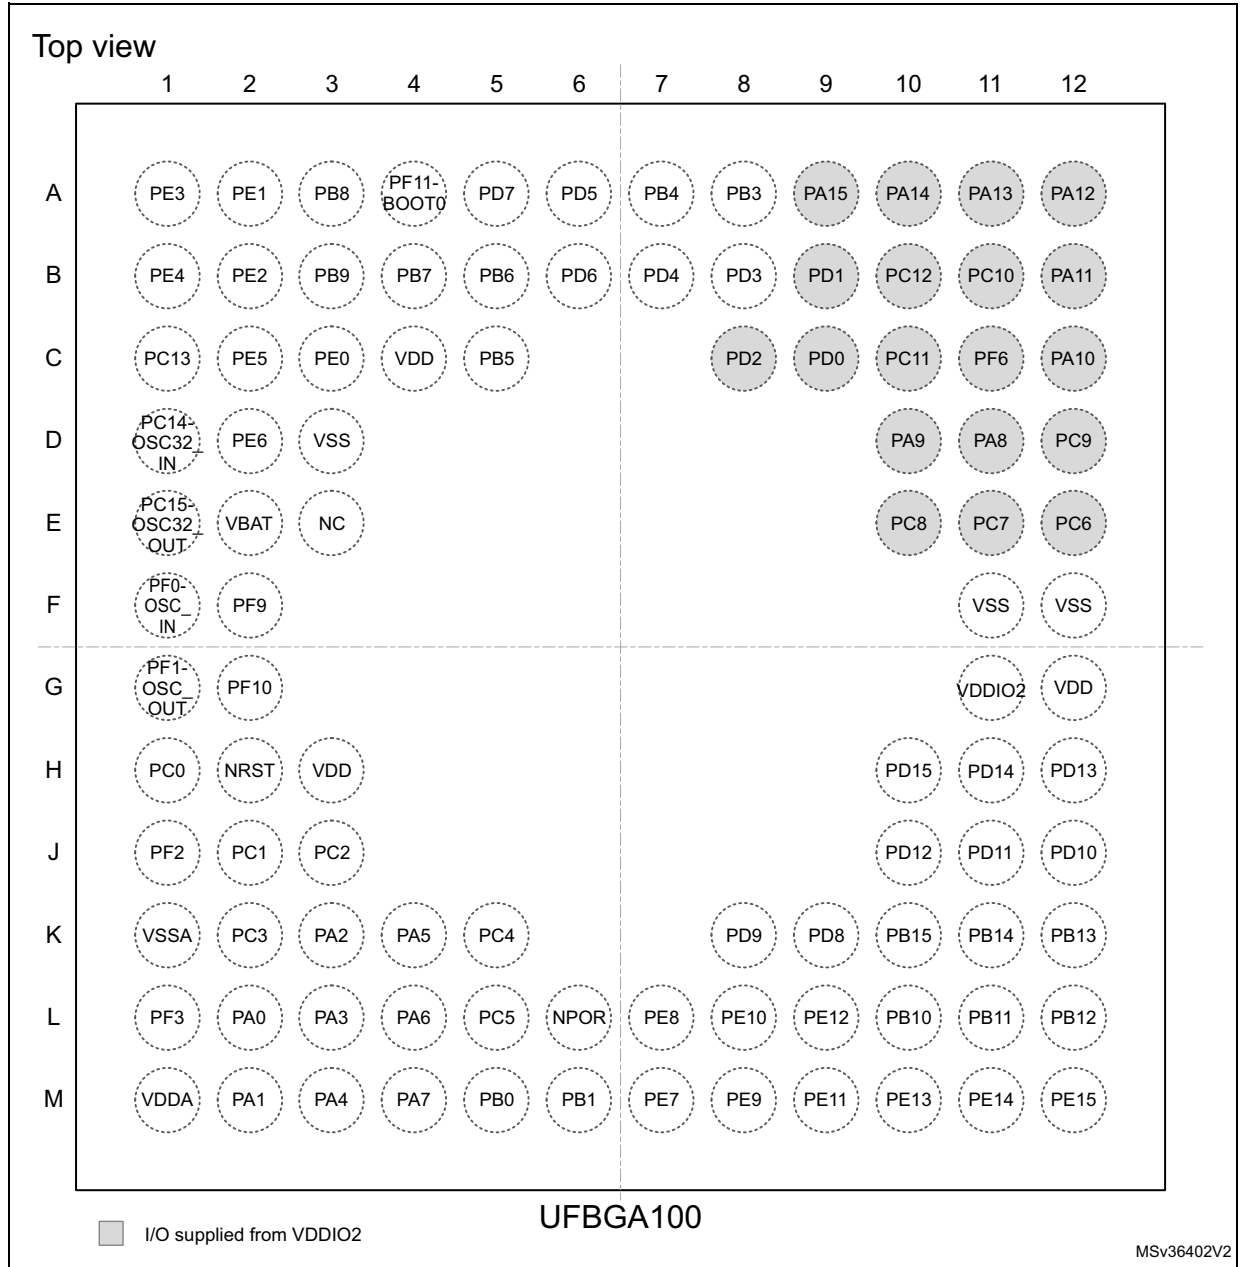 Top view
1 2 3 4 5 6 7 8 9 10 11 12
A PE3 PE1 PB8 PF11-BOOT0 PD7 PD5 PB4 PB3 PA15 PA14 PA13 PA12
B PE4 PE2 PB9 PB7 PB6 PD6 PD4 PD3 PD1 PC12 PC10 PA11
C PC13 PE5 PE0 VDD PB5 PD2 PD0 PC11 PF6 PA10
D PC14-OSC32_IN PE6 VSS PA9 PA8 PC9
E PC15-OSC32_OUT VBAT NC PC8 PC7 PC6
F PF0-OSC_IN PF9 VSS VSS
G PF1-OSC_OUT PF10 VDDIO2 VDD
H PC0 NRST VDD PD15 PD14 PD13
J PF2 PC1 PC2 PD12 PD11 PD10
K VSSA PC3 PA2 PA5 PC4 PD9 PD8 PB15 PB14 PB13
L PF3 PA0 PA3 PA6 PC5 NPOR PE8 PE10 PE12 PB10 PB11 PB12
M VDDA PA1 PA4 PA7 PB0 PB1 PE7 PE9 PE11 PE13 PE14 PE15
UFBGA100
I/O supplied from VDDIO2
MSv36402V2